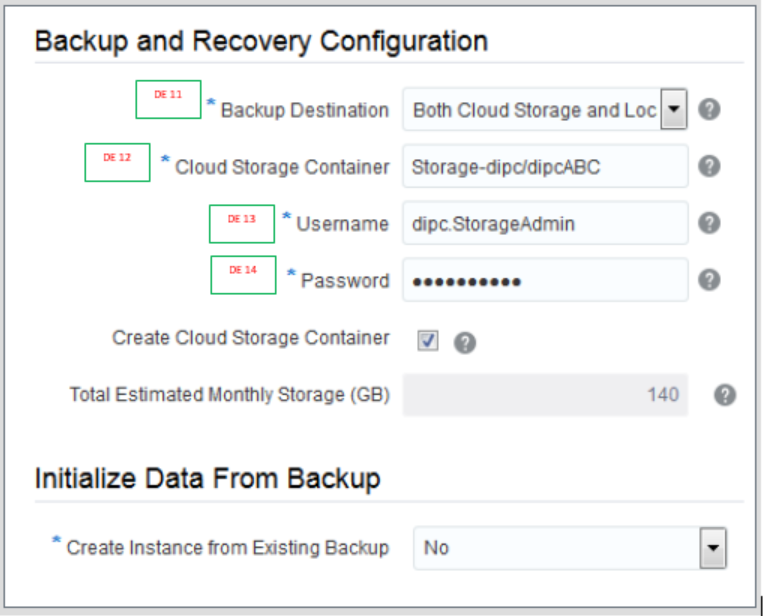 Backup and Recovery Configuration
DE 11 * Backup Destination Both Cloud Storage and Loc ?
DE 12 * Cloud Storage Container Storage-dipc/dipcABC ?
DE 13 * Username dipc.StorageAdmin ?
DE 14 * Password •••••••••• ?
Create Cloud Storage Container ?
Total Estimated Monthly Storage (GB) 140 ?
Initialize Data From Backup
* Create Instance from Existing Backup No